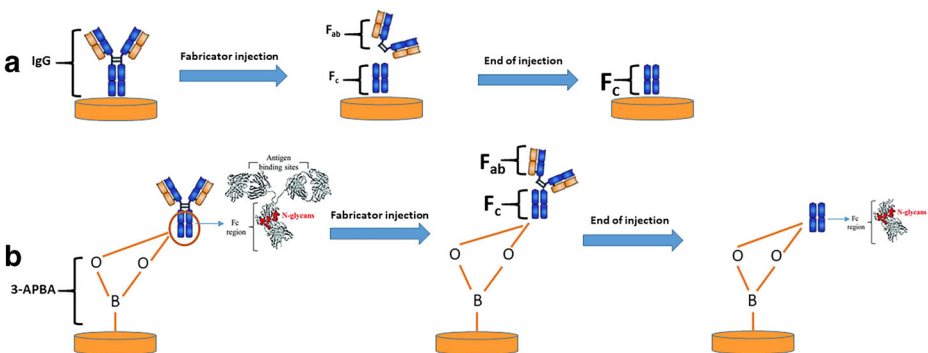 a
IgG
Fabricator injection
Fab
Fc
End of injection
Fc
b
3-APBA
O
O
B
Fc
region
Antigen
binding sites
N-glycans
Fabricator injection
Fab
Fc
O
O
B
End of injection
O
O
B
Fc
region
N-glycans